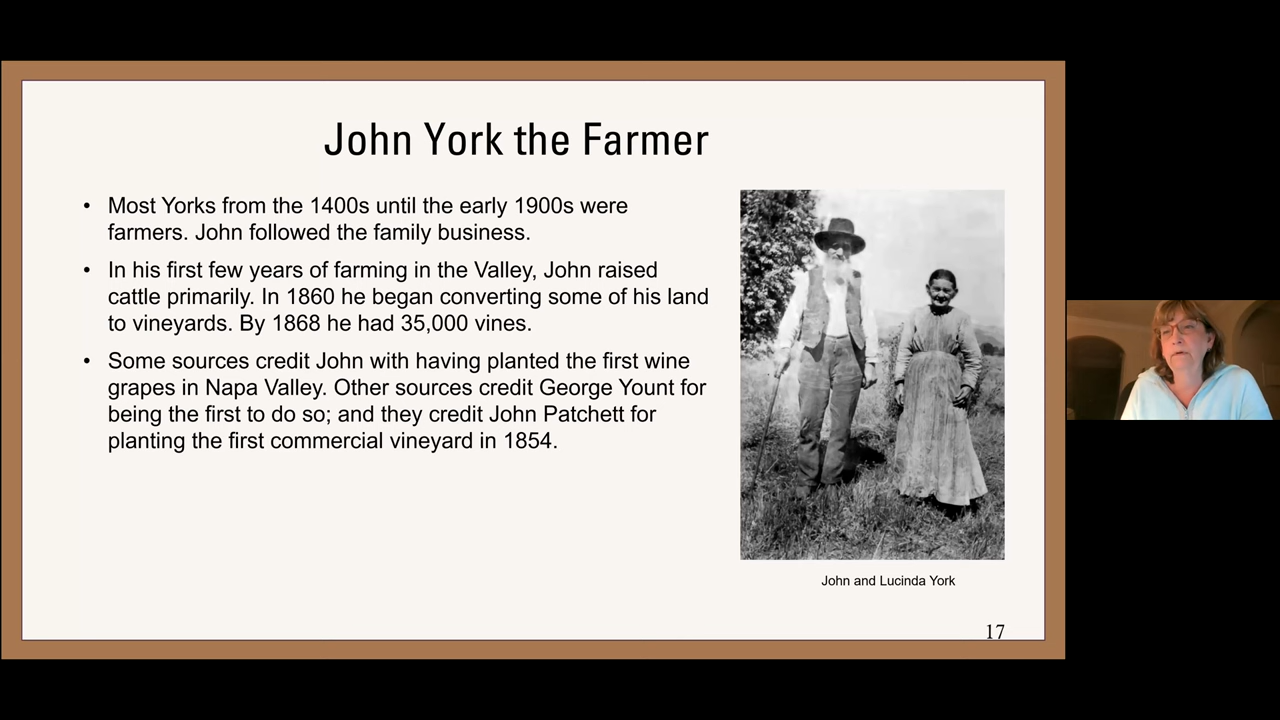 John York the Farmer
• Most Yorks from the 1400s until the early 1900s were
farmers. John followed the family business.
• In his first few years of farming in the Valley, John raised
cattle primarily. In 1860 he began converting some of his land
to vineyards. By 1868 he had 35,000 vines.
• Some sources credit John with having planted the first wine
grapes in Napa Valley. Other sources credit George Yount for
being the first to do so; and they credit John Patchett for
planting the first commercial vineyard in 1854.
John and Lucinda York
17